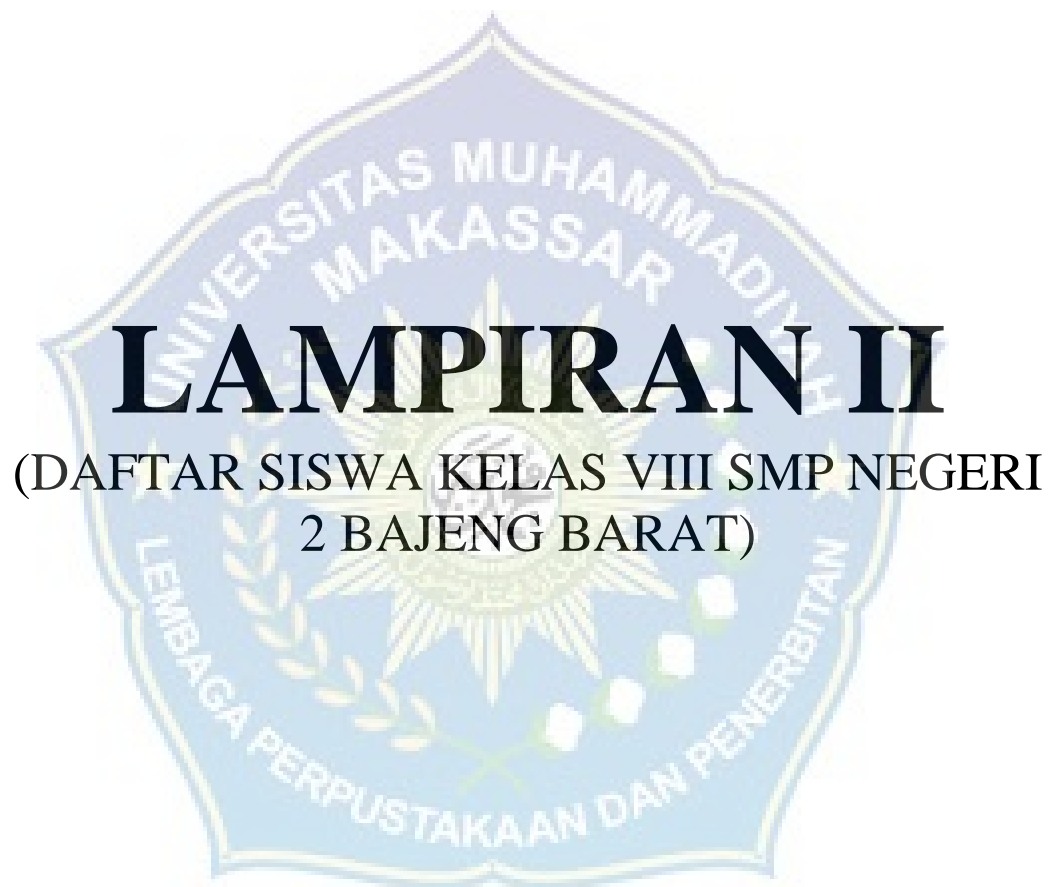 UNIVERSITAS MUHAMMADIYAH
MAKASSAR
LAMPIRAN II
(DAFTAR SISWA KELAS VIII SMP NEGERI
2 BAJENG BARAT)
LEMBAGA PERPUSTAKAAN DAN PENERBITAN